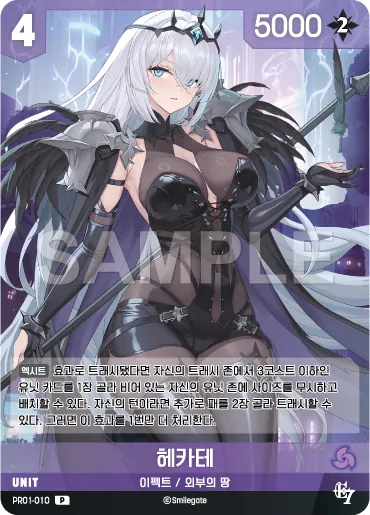 4
5000 2
SAMPLE
엑시트 효과로 트래시됐다면 자신의 트래시 존에서 3코스트 이하인
유닛 카드를 1장 골라 비어 있는 자신의 유닛 존에 사이즈를 무시하고
배치할 수 있다. 자신의 턴이라면 추가로 패를 2장 골라 트래시할 수
있다. 그러면 이 효과를 1번만 더 처리한다.
헤카테
UNIT
이펙트 / 외부의 땅
PR01-010 P
©Smilegate
E7